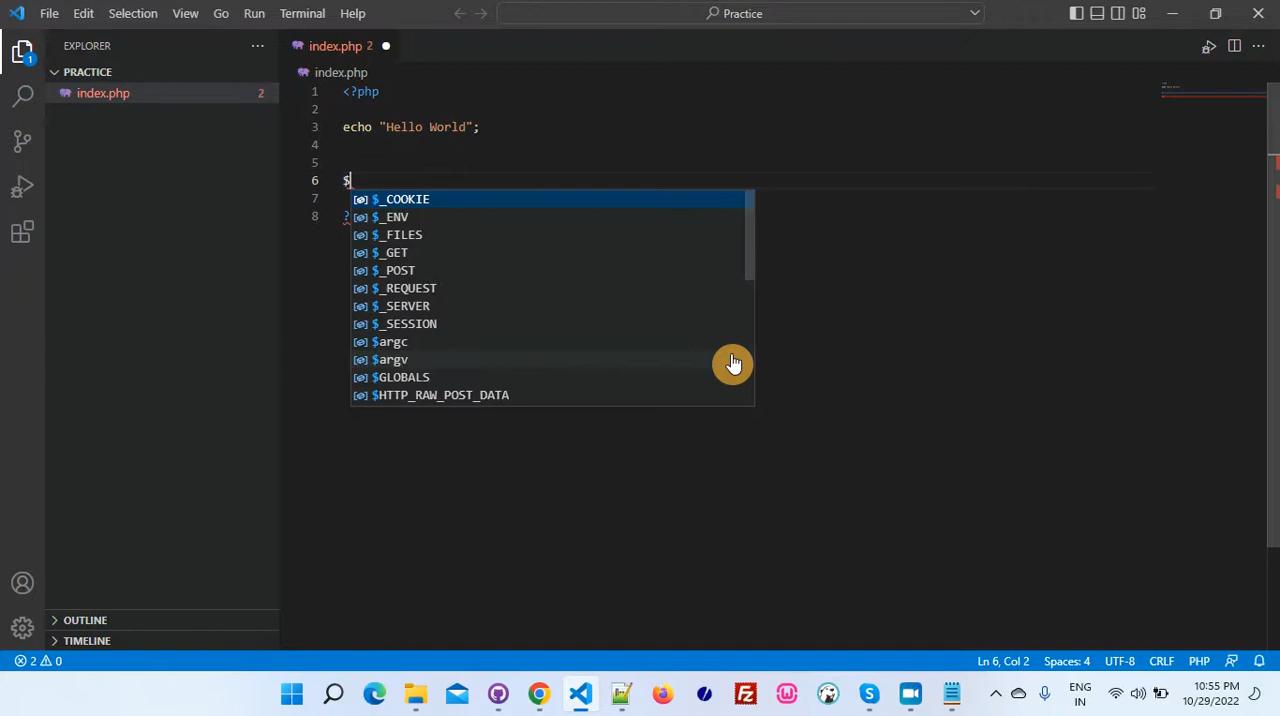 File Edit Selection View Go Run Terminal Help
Practice
EXPLORER
index.php 2
PRACTICE
index.php
index.php 2
1
1 <?php
2
3 echo "Hello World";
4
5
6 $
7
8 ?
$_COOKIE
$_ENV
$_FILES
$_GET
$_POST
$_REQUEST
$_SERVER
$_SESSION
$argc
$argv
$GLOBALS
$HTTP_RAW_POST_DATA
OUTLINE
TIMELINE
2 0
Ln 6, Col 2 Spaces: 4 UTF-8 CRLF PHP
Fz
S
ENG
IN
10:55 PM
10/29/2022